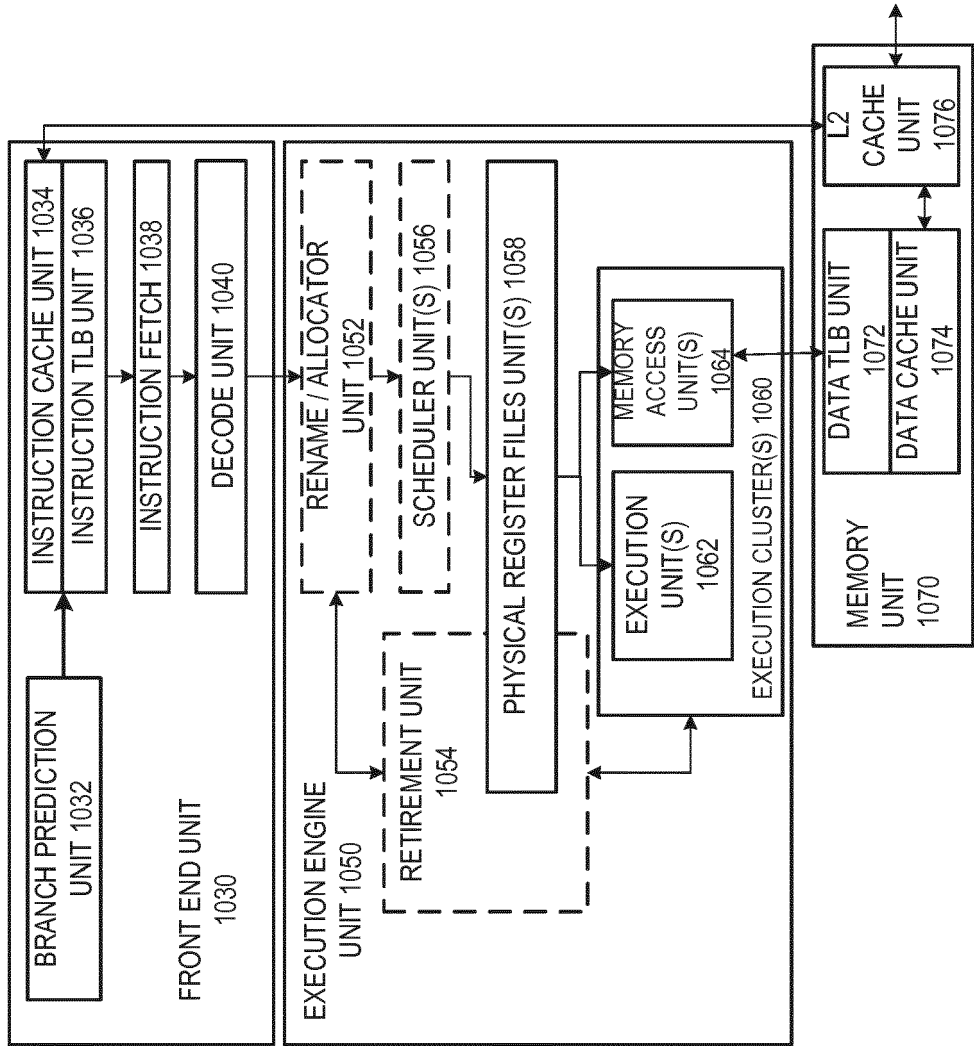 BRANCH PREDICTION
UNIT 1032
INSTRUCTION CACHE UNIT 1034
INSTRUCTION TLB UNIT 1036
INSTRUCTION FETCH 1038
DECODE UNIT 1040
FRONT END UNIT
1030
EXECUTION ENGINE
UNIT 1050
RENAME / ALLOCATOR
UNIT 1052
RETIREMENT UNIT
1054
SCHEDULER UNIT(S) 1056
PHYSICAL REGISTER FILES UNIT(S) 1058
EXECUTION
UNIT(S)
1062
MEMORY
ACCESS
UNIT(S)
1064
EXECUTION CLUSTER(S) 1060
MEMORY
UNIT
1070
DATA TLB UNIT
1072
DATA CACHE UNIT
1074
L2
CACHE
UNIT
1076